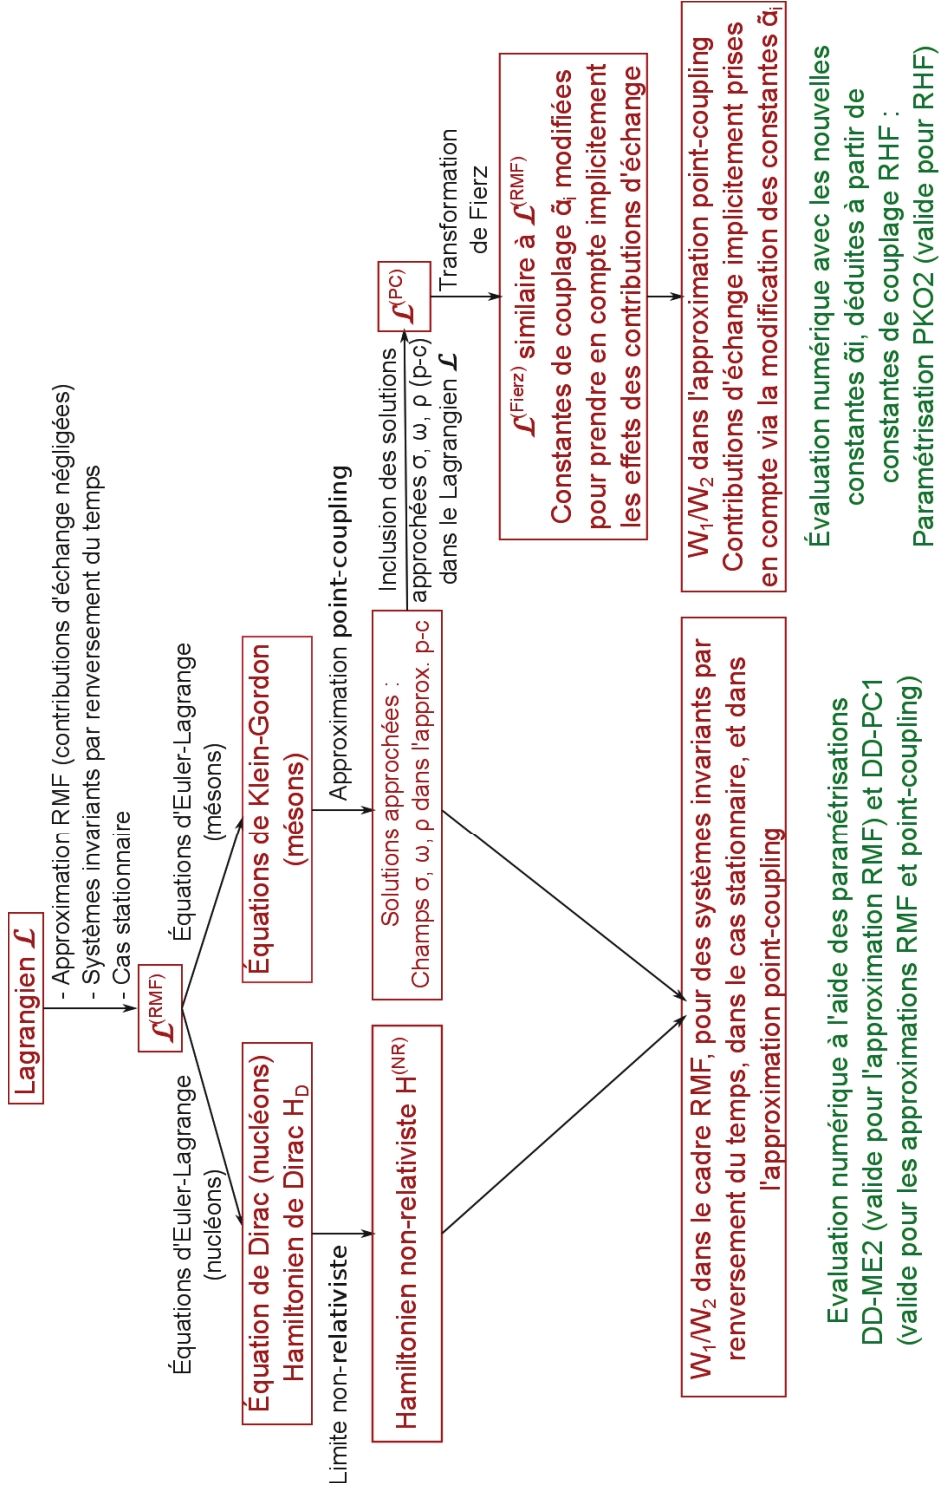 Lagrangien ℒ
- Approximation RMF (contributions d'échange négligées)
- Systèmes invariants par renversement du temps
- Cas stationnaire
ℒ(RMF)
Équations d'Euler-Lagrange
(nucléons)
Équations d'Euler-Lagrange
(mésons)
Équation de Dirac (nucléons)
Hamiltonien de Dirac H_D
Équations de Klein-Gordon
(mésons)
Limite non-relativiste
Approximation point-coupling
Hamiltonien non-relativiste H(NR)
Solutions approchées :
Champs σ, ω, ρ dans l'approx. p-c
Inclusion des solutions
approchées σ, ω, ρ (p-c)
dans le Lagrangien ℒ
ℒ(PC)
Transformation
de Fierz
ℒ(Fierz) similaire à ℒ(RMF)
Constantes de couplage α̃i modifiées
pour prendre en compte implicitement
les effets des contributions d'échange
W1/W2 dans le cadre RMF, pour des systèmes invariants par
renversement du temps, dans le cas stationnaire, et dans
l'approximation point-coupling
W1/W2 dans l'approximation point-coupling
Contributions d'échange implicitement prises
en compte via la modification des constantes α̃i
Evaluation numérique à l'aide des paramétrisations
DD-ME2 (valide pour l'approximation RMF) et DD-PC1
(valide pour les approximations RMF et point-coupling)
Évaluation numérique avec les nouvelles
constantes α̃i, déduites à partir de
constantes de couplage RHF :
Paramétrisation PKO2 (valide pour RHF)